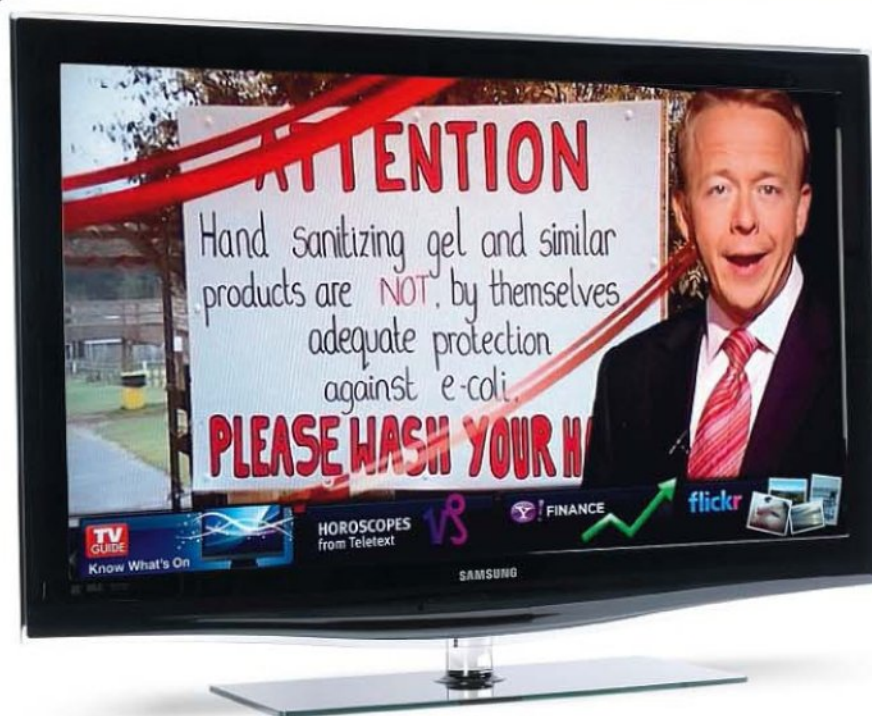 ATTENTION
Hand sanitizing gel and similar
products are NOT, by themselves
adequate protection
against e-coli.
PLEASE WASH YOUR
TV
GUIDE
Know What's On
HOROSCOPES
from Teletext
Y! FINANCE
flickr
SAMSUNG